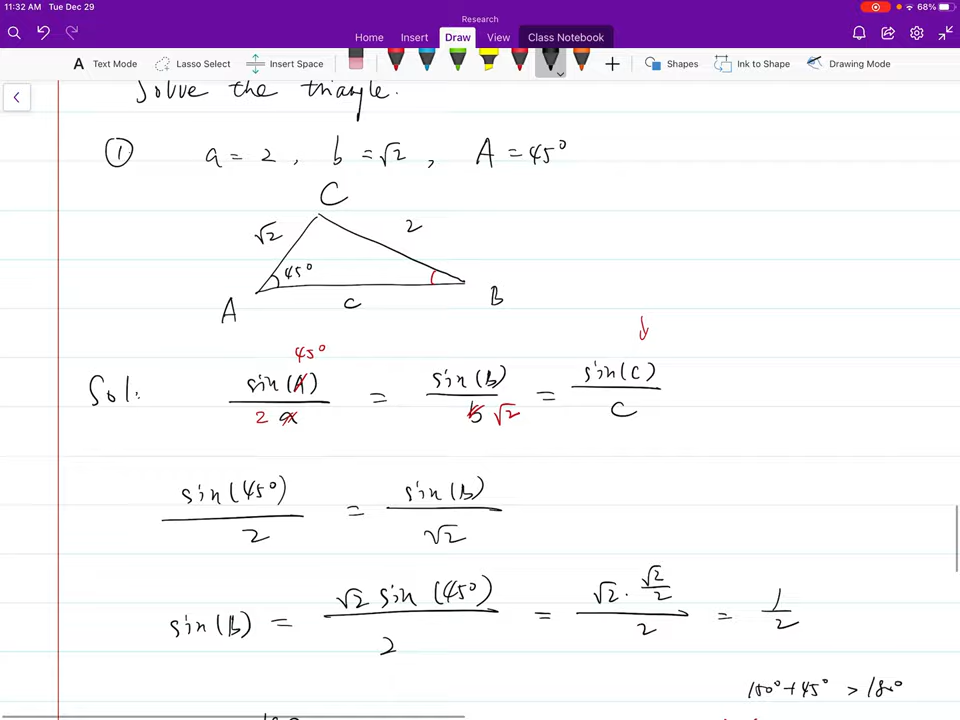 11:32 AM Tue Dec 29
68%
Research
Home Insert Draw View Class Notebook
Text Mode Lasso Select Insert Space Shapes Ink to Shape Drawing Mode
Solve the triangle.
① a = 2 , b = √2 , A = 45°
C
√2 2
45°
A c B
45°
Sol: sin(A)/a = sin(B)/b = sin(C)/c
2 √2
sin(45°)/2 = sin(B)/√2
sin(B) = √2 sin(45°)/2 = √2 · √2/2 / 2 = 1/2
150° + 45° > 180°